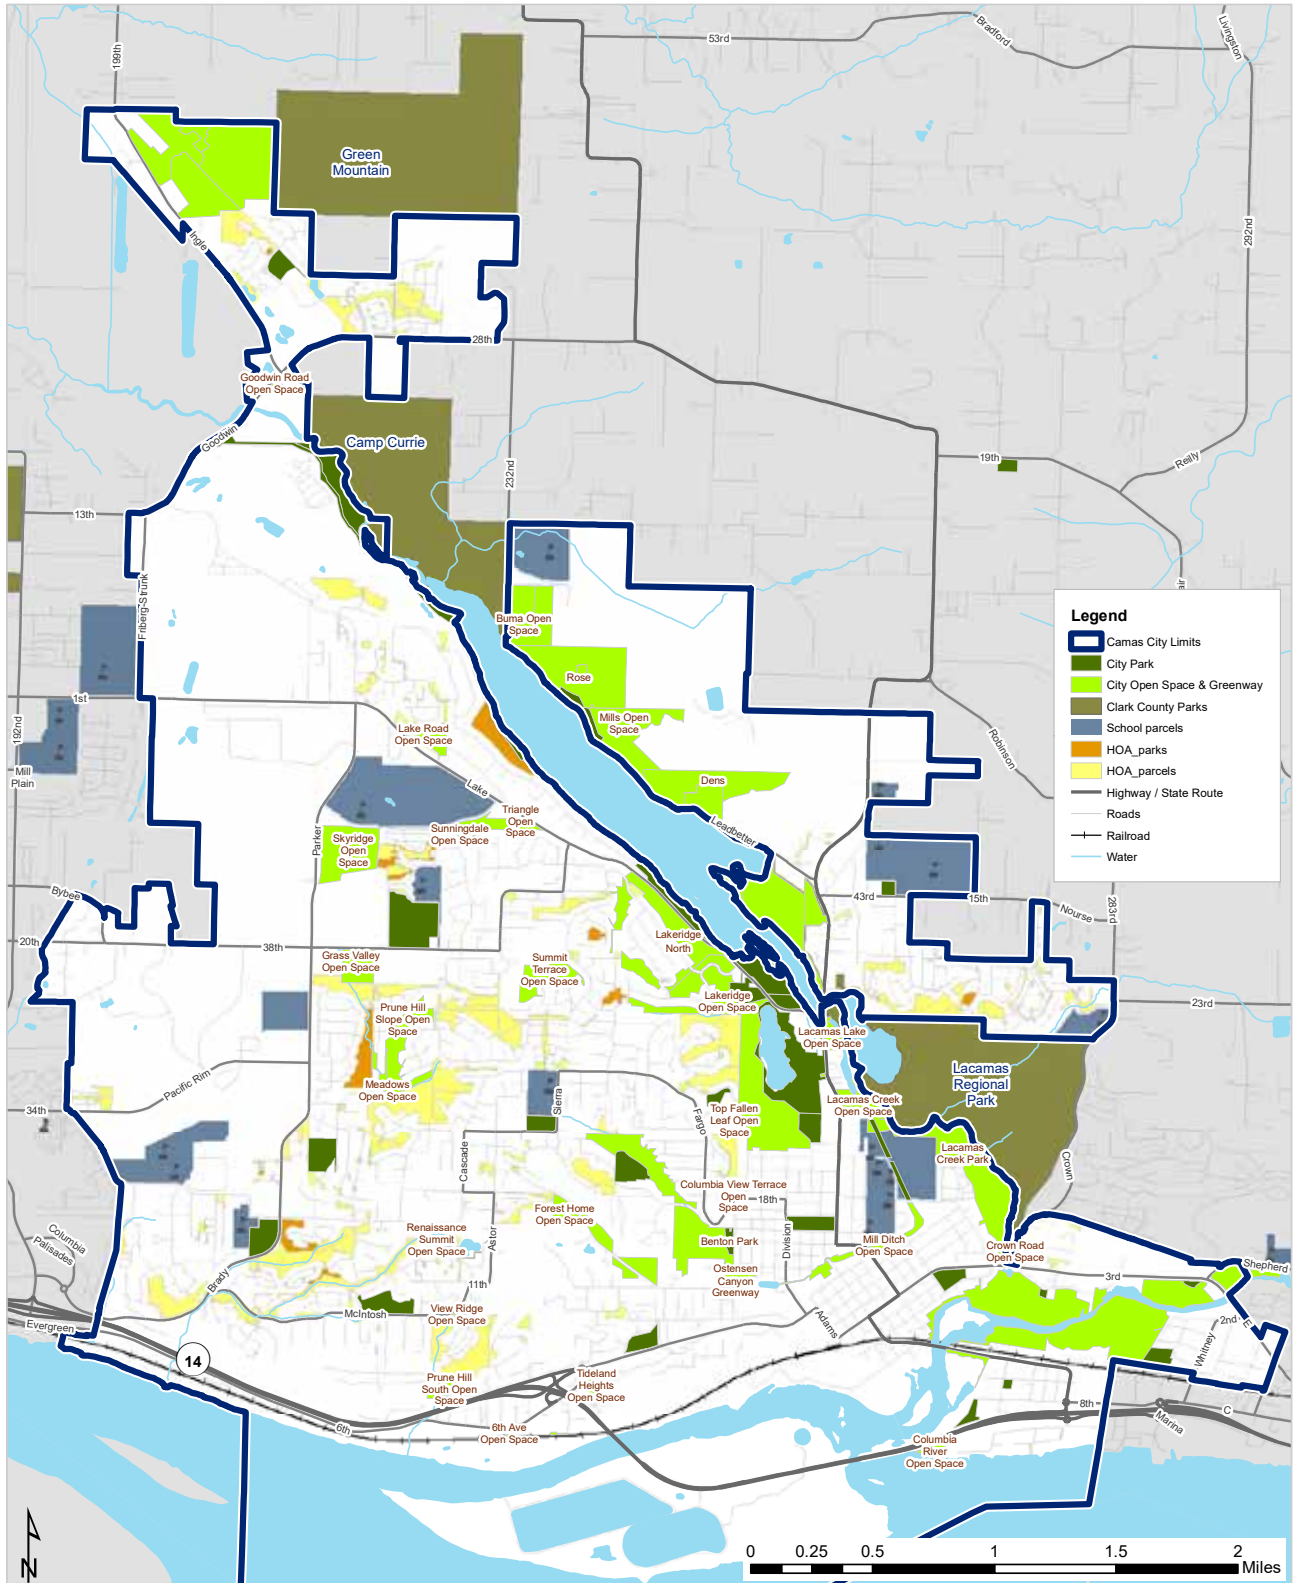 199th
53rd
Bradford
Livingston
Green
Mountain
292nd
Ingle
28th
Goodwin Road
Open Space
Goodwin
Camp Currie
232nd
19th
Reilly
13th
Friberg-Strunk
Buma Open
Space
Rose
1st
192nd
Mill
Plain
Lake Road
Open Space
Mills Open
Space
Robinson
Lake
Dens
Triangle
Open
Space
Sunningdale
Open Space
Leadbetter
Parker
Skyridge
Open
Space
Bybee
43rd
15th
Nourse
283rd
20th
38th
Lakeridge
North
Grass Valley
Open Space
Summit
Terrace
Open Space
Lakeridge
Open Space
23rd
Prune Hill
Slope Open
Space
Lacamas Lake
Open Space
Pacific Rim
Meadows
Open Space
Lacamas
Regional
Park
34th
Sierra
Fargo
Top Fallen
Leaf Open
Space
Lacamas Creek
Open Space
Lacamas
Creek Park
Crown
Cascade
Columbia View Terrace
Open
Space
18th
Forest Home
Open Space
Columbia
Palisades
Renaissance
Summit
Open Space
Astor
Benton Park
Division
Mill Ditch
Open Space
Crown Road
Open Space
Shepherd
Ostensen
Canyon
Greenway
Brady
11th
3rd
McIntosh
View Ridge
Open Space
Adams
2nd
E
Whitney
Evergreen
14
Prune Hill
South Open
Space
Tideland
Heights
Open Space
6th
6th Ave
Open Space
8th
C
Marina
Columbia
River
Open Space
Legend
Camas City Limits
City Park
City Open Space & Greenway
Clark County Parks
School parcels
HOA_parks
HOA_parcels
Highway / State Route
Roads
Railroad
Water
N
0 0.25 0.5 1 1.5 2
Miles